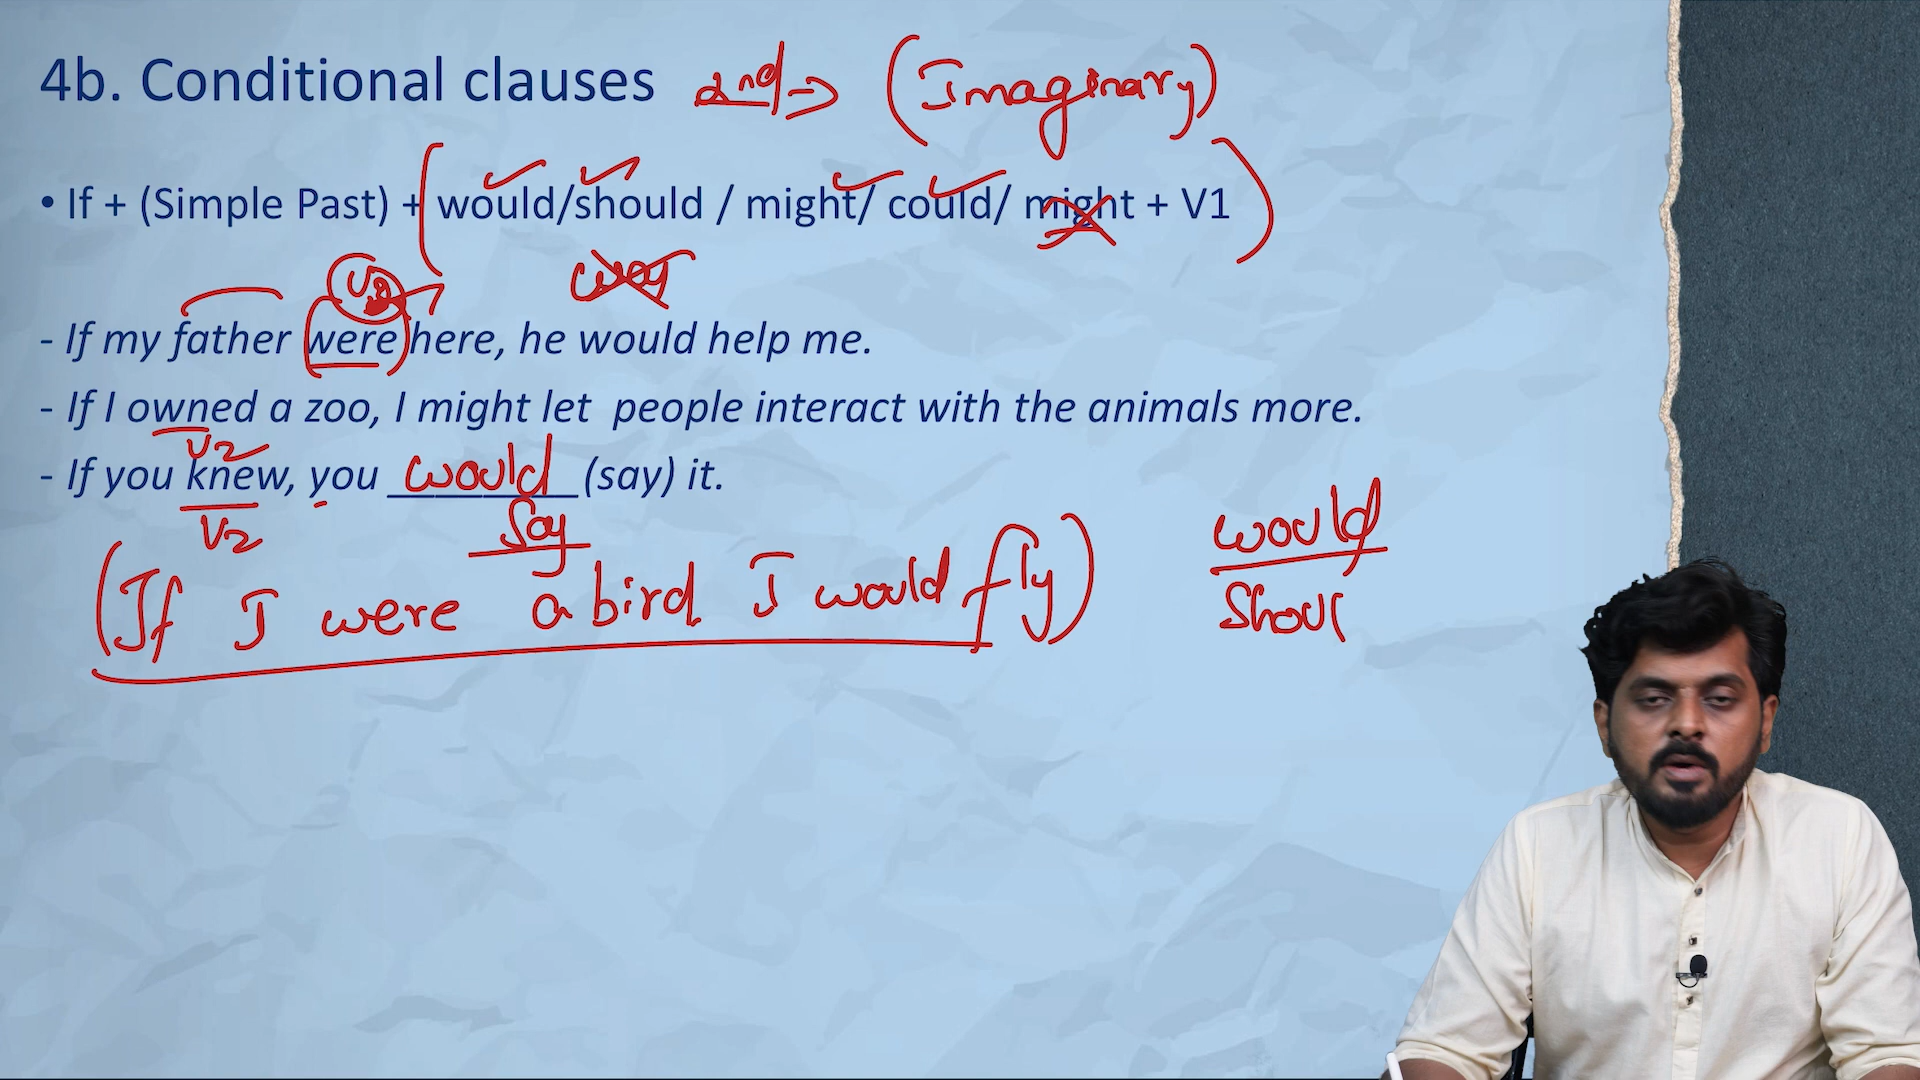 4b. Conditional clauses 2nd → (Imaginary)
• If + (Simple Past) + (would/should / might/ could/ might + V1)
- If my father were here, he would help me.
- If I owned a zoo, I might let people interact with the animals more.
V2
- If you knew, you would (say) it.
V2 Say
(If I were a bird I would fly)
would
Shoul